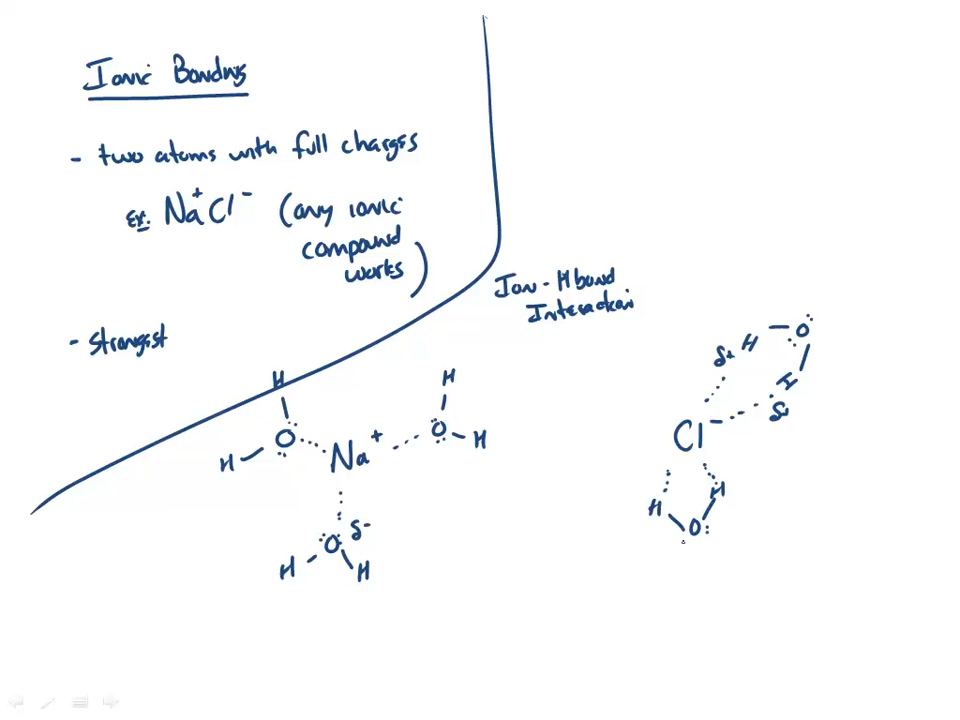 Ionic Bonding
- two atoms with full charges
ex. Na⁺Cl⁻ (any ionic
compound
works)
- Strongest
Ion - H bond
Interaction
H
H - O
Na⁺
O - H
H
O δ-
H
H
δ+ H - O
H
δ+
Cl⁻
H
H
O